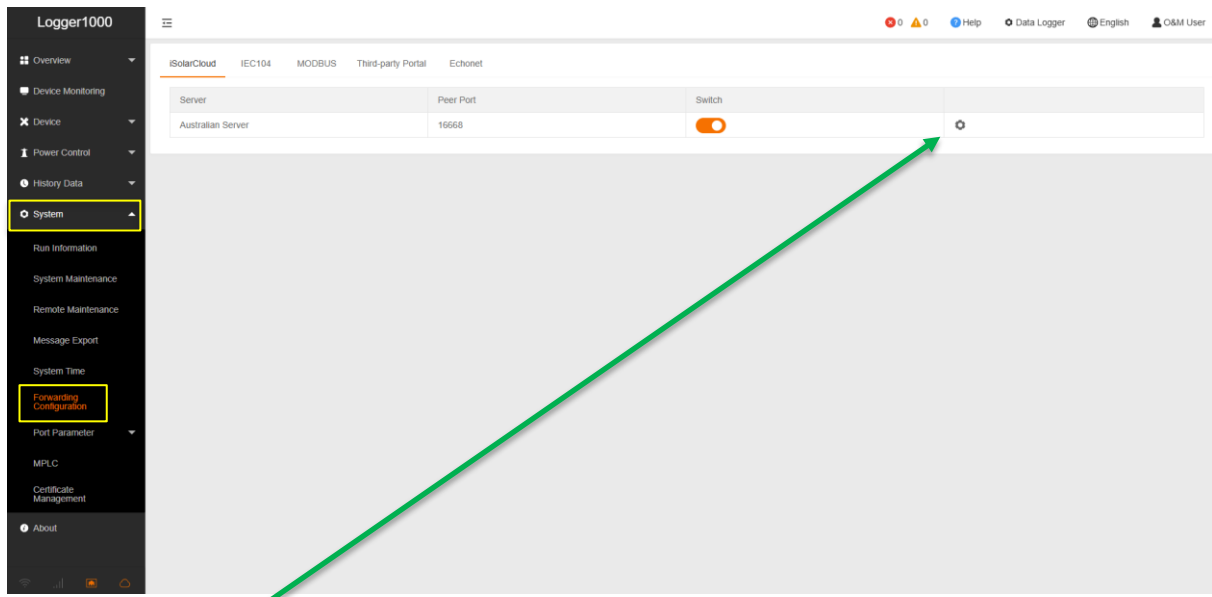 Logger1000
0 0 Help Data Logger English O&M User
Overview
Device Monitoring
Device
Power Control
History Data
System
Run Information
System Maintenance
Remote Maintenance
Message Export
System Time
Forwarding
Configuration
Port Parameter
MPLC
Certificate
Management
About
iSolarCloud IEC104 MODBUS Third-party Portal Echonet
Server Peer Port Switch
Australian Server 16668